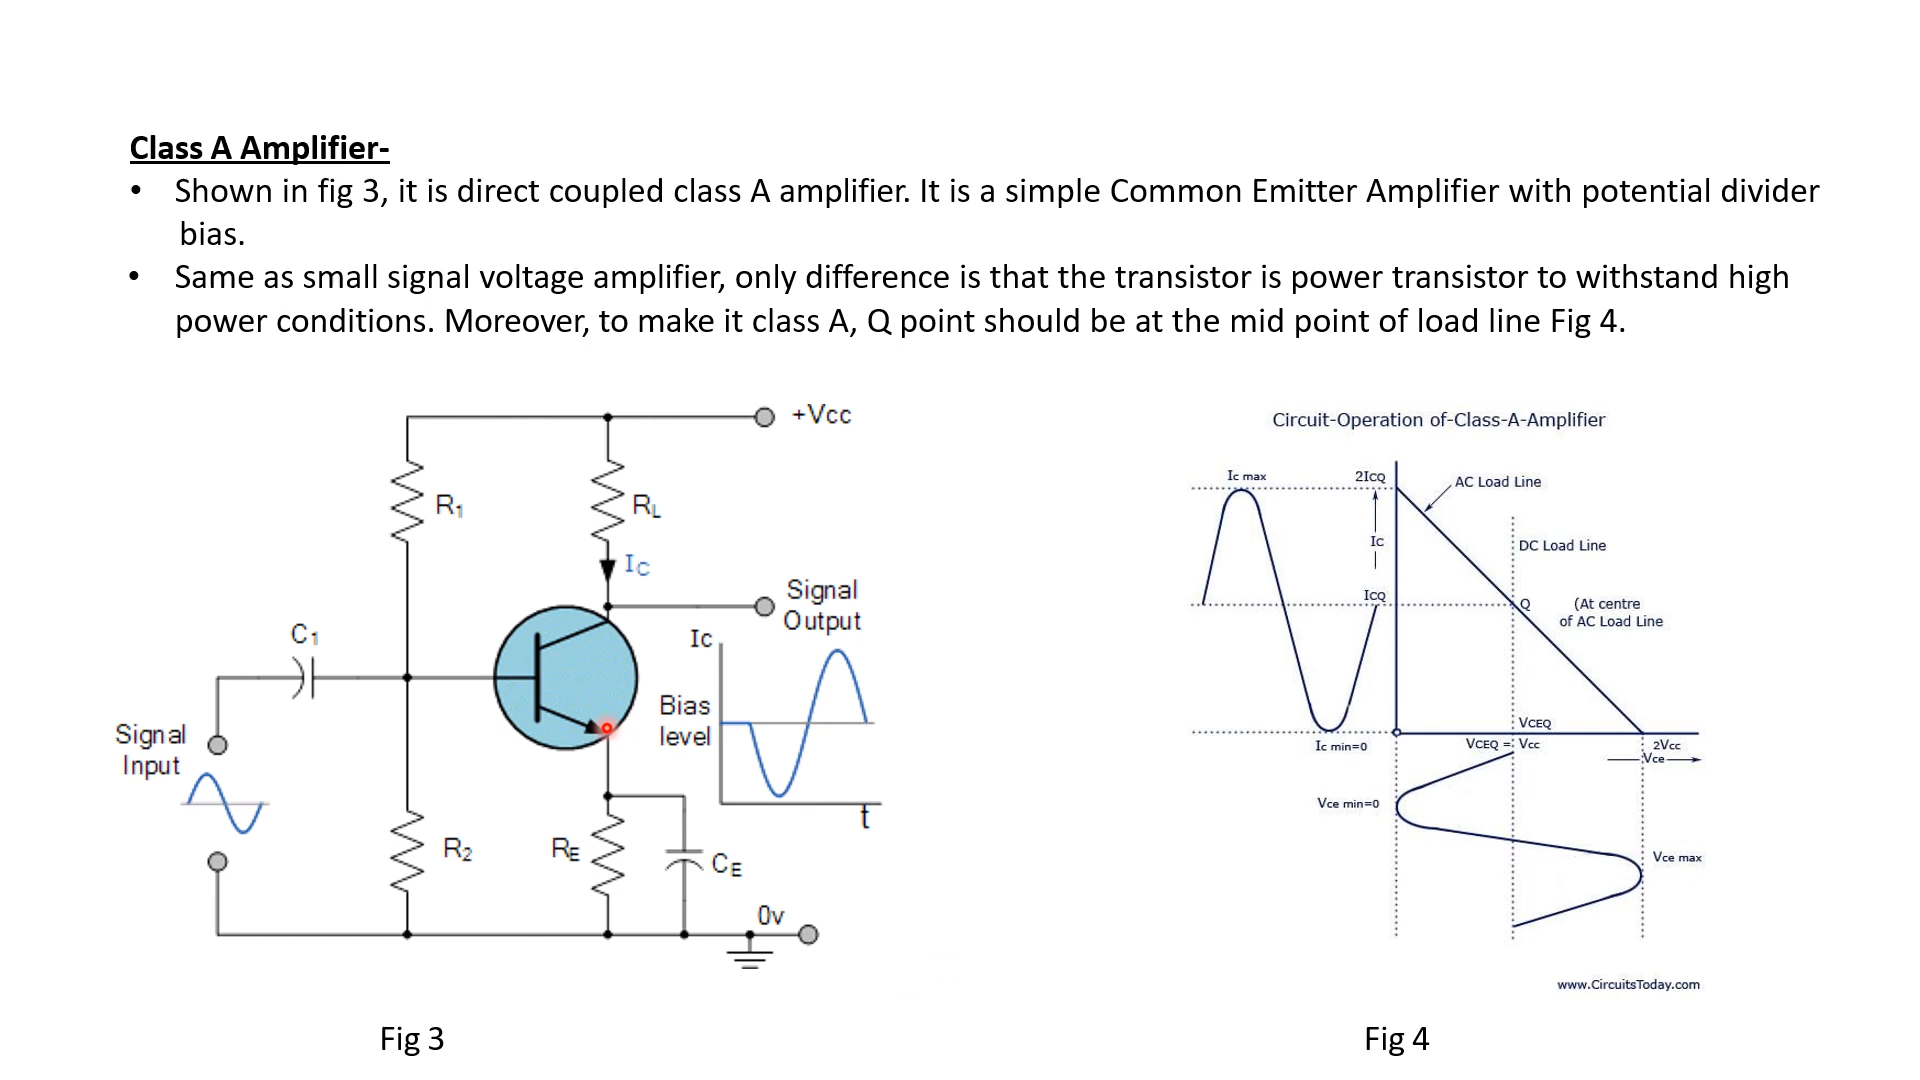 Class A Amplifier-
• Shown in fig 3, it is direct coupled class A amplifier. It is a simple Common Emitter Amplifier with potential divider
bias.
• Same as small signal voltage amplifier, only difference is that the transistor is power transistor to withstand high
power conditions. Moreover, to make it class A, Q point should be at the mid point of load line Fig 4.
+Vcc
R1
RL
IC
Signal
Output
C1
Ic
Bias
level
Signal
Input
t
R2
RE
CE
0v
Fig 3
Circuit-Operation of-Class-A-Amplifier
Ic max
2ICQ
AC Load Line
Ic
DC Load Line
ICQ
Q
(At centre
of AC Load Line
VCEQ
Ic min=0
VCEQ = Vcc
2Vcc
Vce
Vce min=0
Vce max
www.CircuitsToday.com
Fig 4